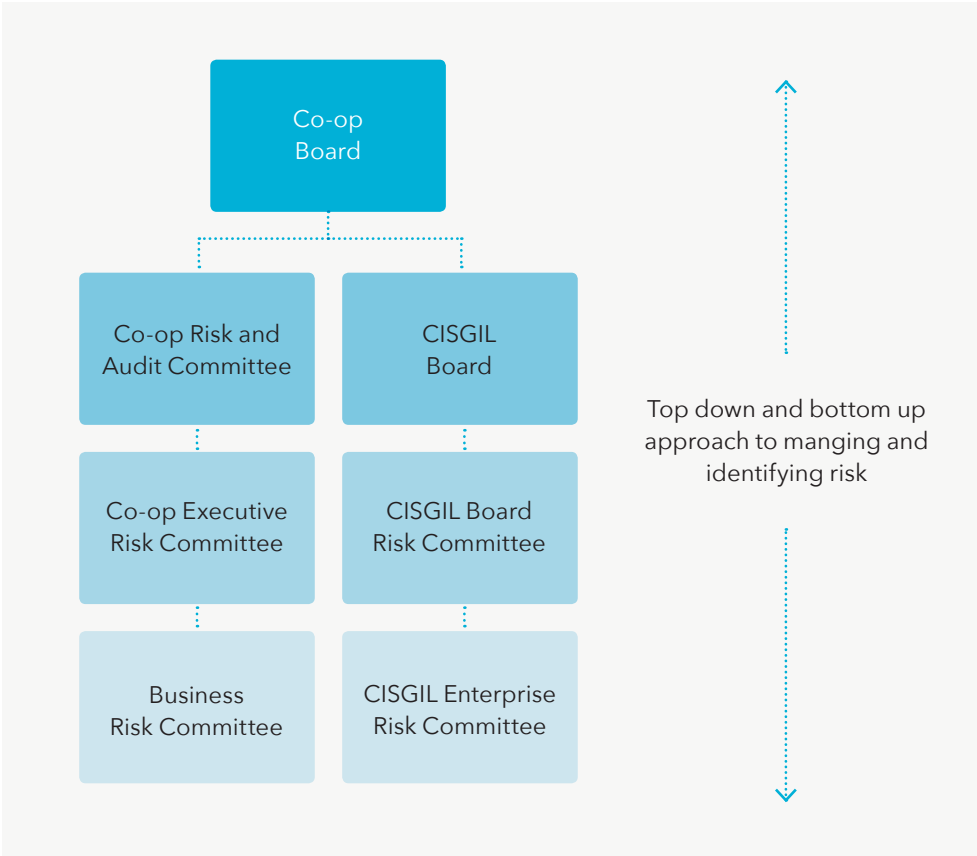 Co-op
Board
Co-op Risk and
Audit Committee
CISGIL
Board
Co-op Executive
Risk Committee
CISGIL Board
Risk Committee
Business
Risk Committee
CISGIL Enterprise
Risk Committee
Top down and bottom up
approach to manging and
identifying risk